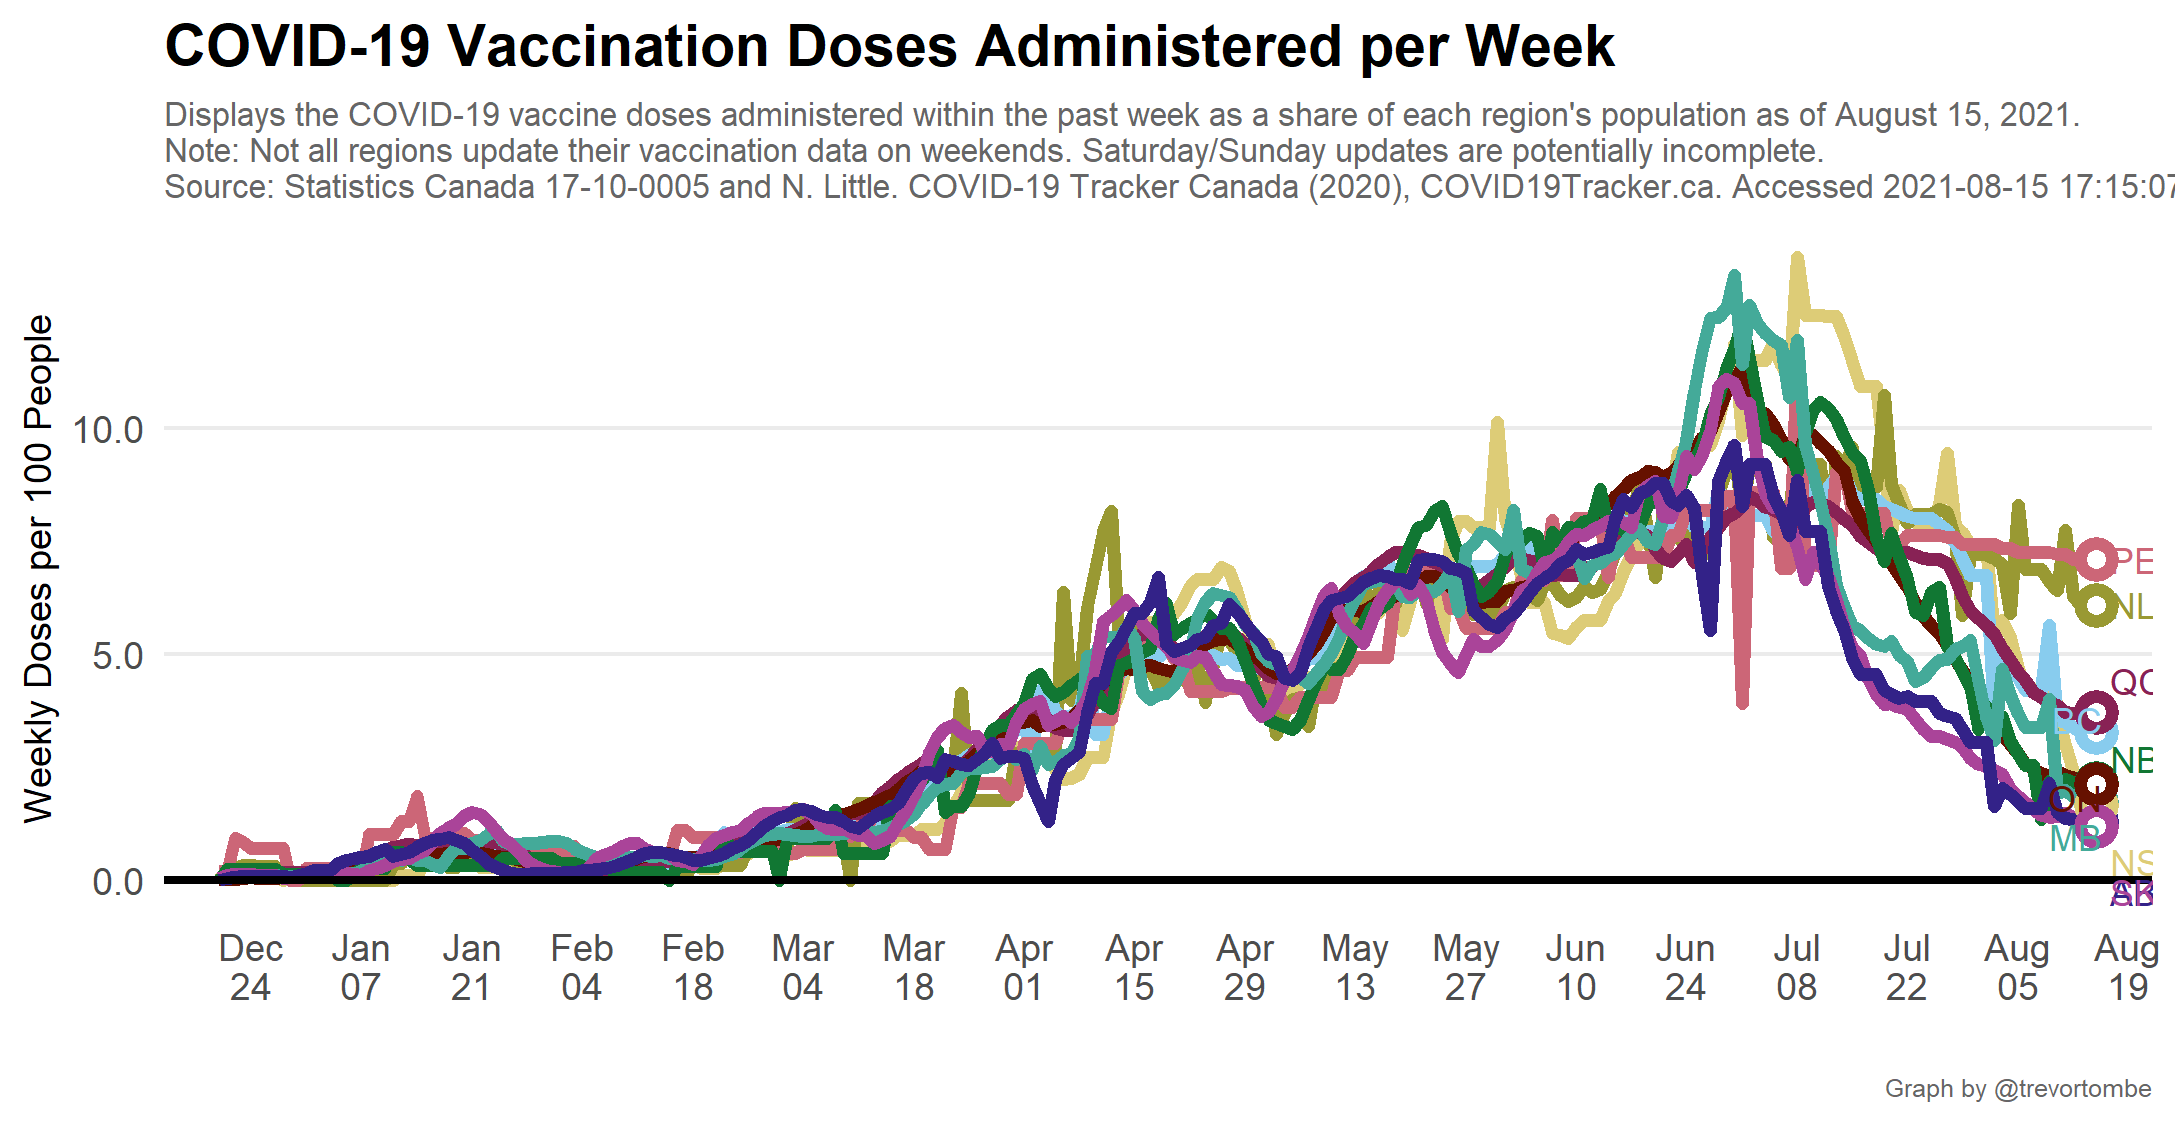 COVID-19 Vaccination Doses Administered per Week
Displays the COVID-19 vaccine doses administered within the past week as a share of each region's population as of August 15, 2021.
Note: Not all regions update their vaccination data on weekends. Saturday/Sunday updates are potentially incomplete.
Source: Statistics Canada 17-10-0005 and N. Little. COVID-19 Tracker Canada (2020), COVID19Tracker.ca. Accessed 2021-08-15 17:15:07
Weekly Doses per 100 People
10.0
5.0
0.0
PE
NL
QC
BC
NB
ON
MB
NS
AB
SK
Dec 24
Jan 07
Jan 21
Feb 04
Feb 18
Mar 04
Mar 18
Apr 01
Apr 15
Apr 29
May 13
May 27
Jun 10
Jun 24
Jul 08
Jul 22
Aug 05
Aug 19
Graph by @trevortombe